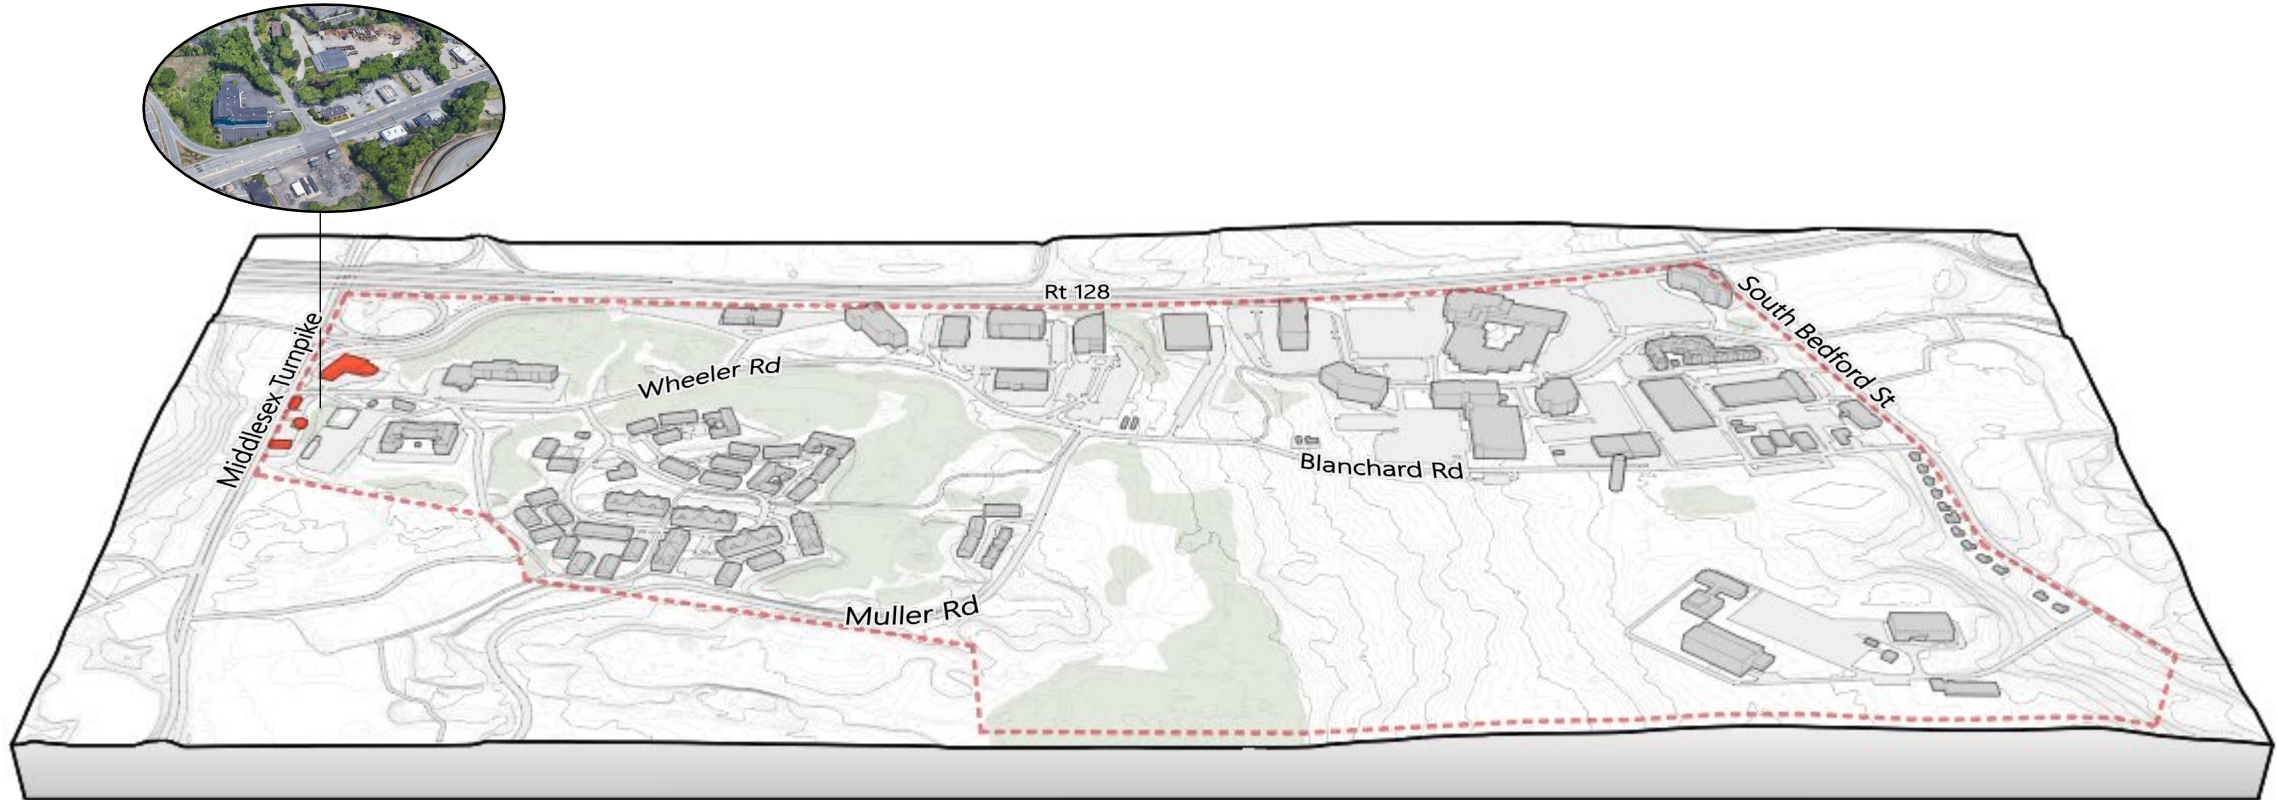 Rt 128
South Bedford St
Middlesex Turnpike
Wheeler Rd
Blanchard Rd
Muller Rd